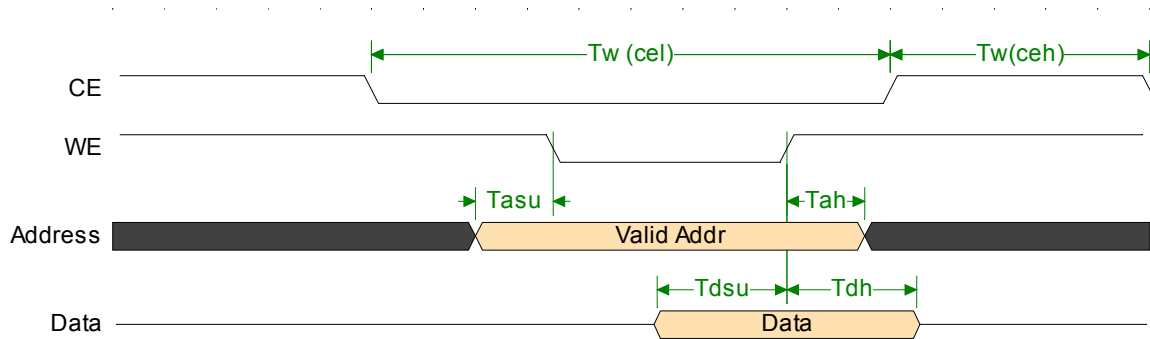 Tw (cel) Tw(ceh)
CE
WE
Tasu Tah
Address Valid Addr
Tdsu Tdh
Data Data